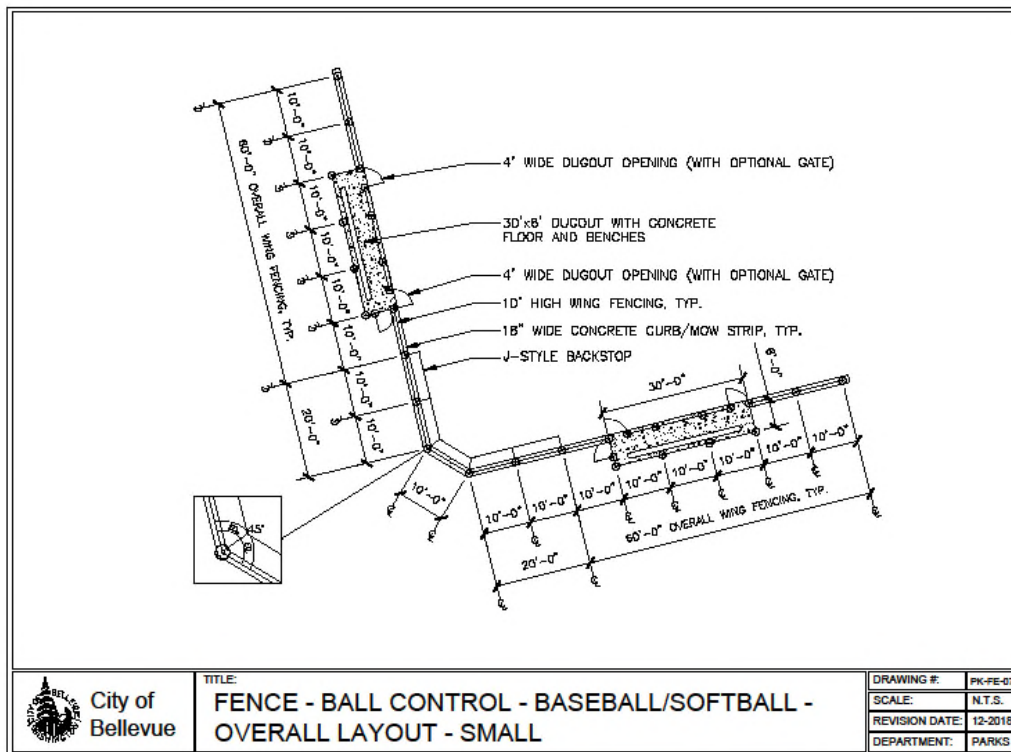 4' WIDE DUGOUT OPENING (WITH OPTIONAL GATE)
30'x6' DUGOUT WITH CONCRETE
FLOOR AND BENCHES
4' WIDE DUGOUT OPENING (WITH OPTIONAL GATE)
10' HIGH WING FENCING, TYP.
18" WIDE CONCRETE CURB/MOW STRIP, TYP.
J-STYLE BACKSTOP
10'-0"
10'-0"
10'-0"
10'-0"
10'-0"
10'-0"
10'-0"
10'-0"
60'-0" OVERALL WING FENCING, TYP.
20'-0"
30'-0"
6'-0"
10'-0"
10'-0"
10'-0"
10'-0"
10'-0"
10'-0"
10'-0"
10'-0"
10'-0"
60'-0" OVERALL WING FENCING, TYP.
20'-0"
45°
City of
Bellevue
TITLE:
FENCE - BALL CONTROL - BASEBALL/SOFTBALL -
OVERALL LAYOUT - SMALL
DRAWING #:
SCALE: N.T.S.
REVISION DATE: 12-2018
DEPARTMENT: PARKS